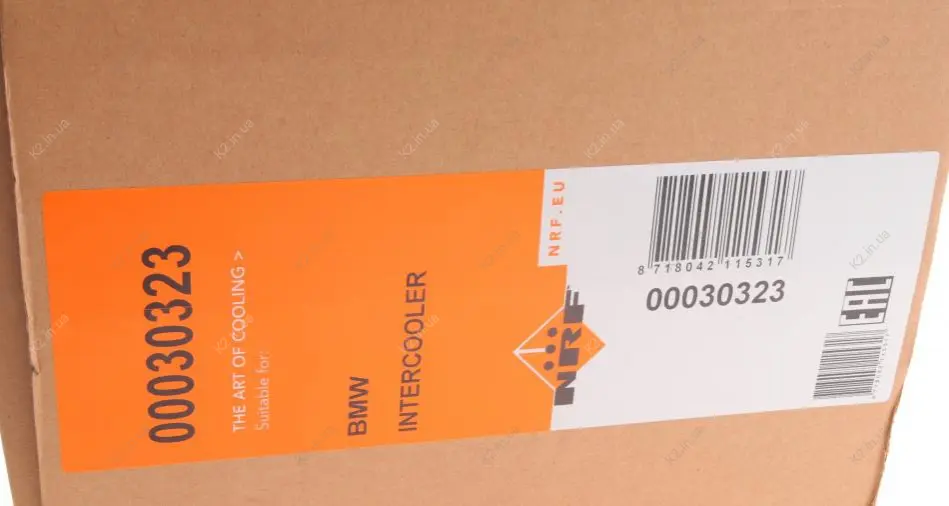 00030323
THE ART OF COOLING >
Suitable for:
BMW
INTERCOOLER
NRF.EU
NRF
8 718042 115317
00030323
EAC
K2.in.ua